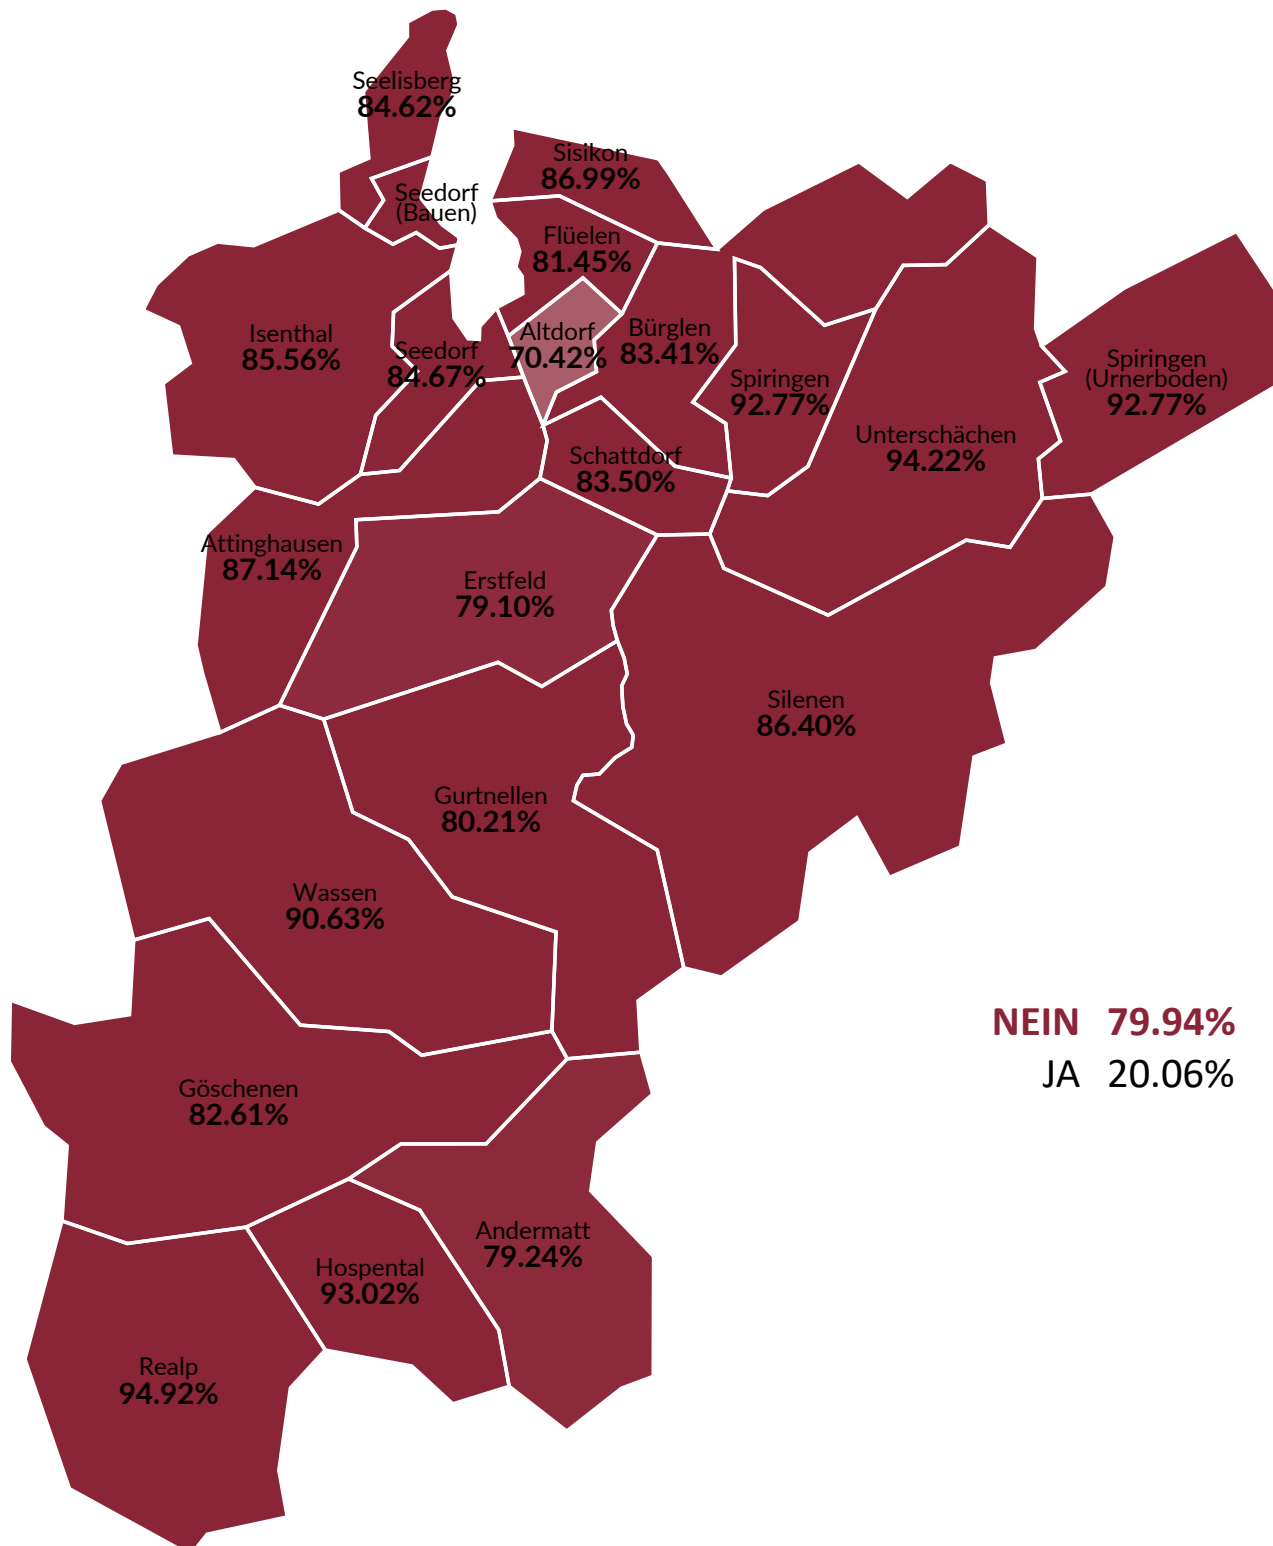 Seelisberg
84.62%
Sisikon
86.99%
Seedorf
(Bauen)
Flüelen
81.45%
Isenthal
85.56%
Seedorf
84.67%
Altdorf
70.42%
Bürglen
83.41%
Spiringen
92.77%
Spiringen
(Urnerboden)
92.77%
Unterschächen
94.22%
Schattdorf
83.50%
Attinghausen
87.14%
Erstfeld
79.10%
Silenen
86.40%
Gurtnellen
80.21%
Wassen
90.63%
NEIN 79.94%
JA 20.06%
Göschenen
82.61%
Andermatt
79.24%
Hospental
93.02%
Realp
94.92%